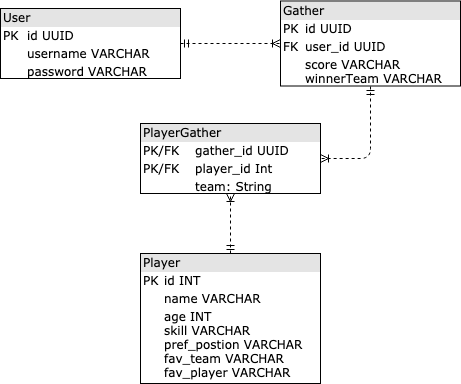 User
PK id UUID
username VARCHAR
password VARCHAR
Gather
PK id UUID
FK user_id UUID
score VARCHAR
winnerTeam VARCHAR
PlayerGather
PK/FK gather_id UUID
PK/FK player_id Int
team: String
Player
PK id INT
name VARCHAR
age INT
skill VARCHAR
pref_postion VARCHAR
fav_team VARCHAR
fav_player VARCHAR